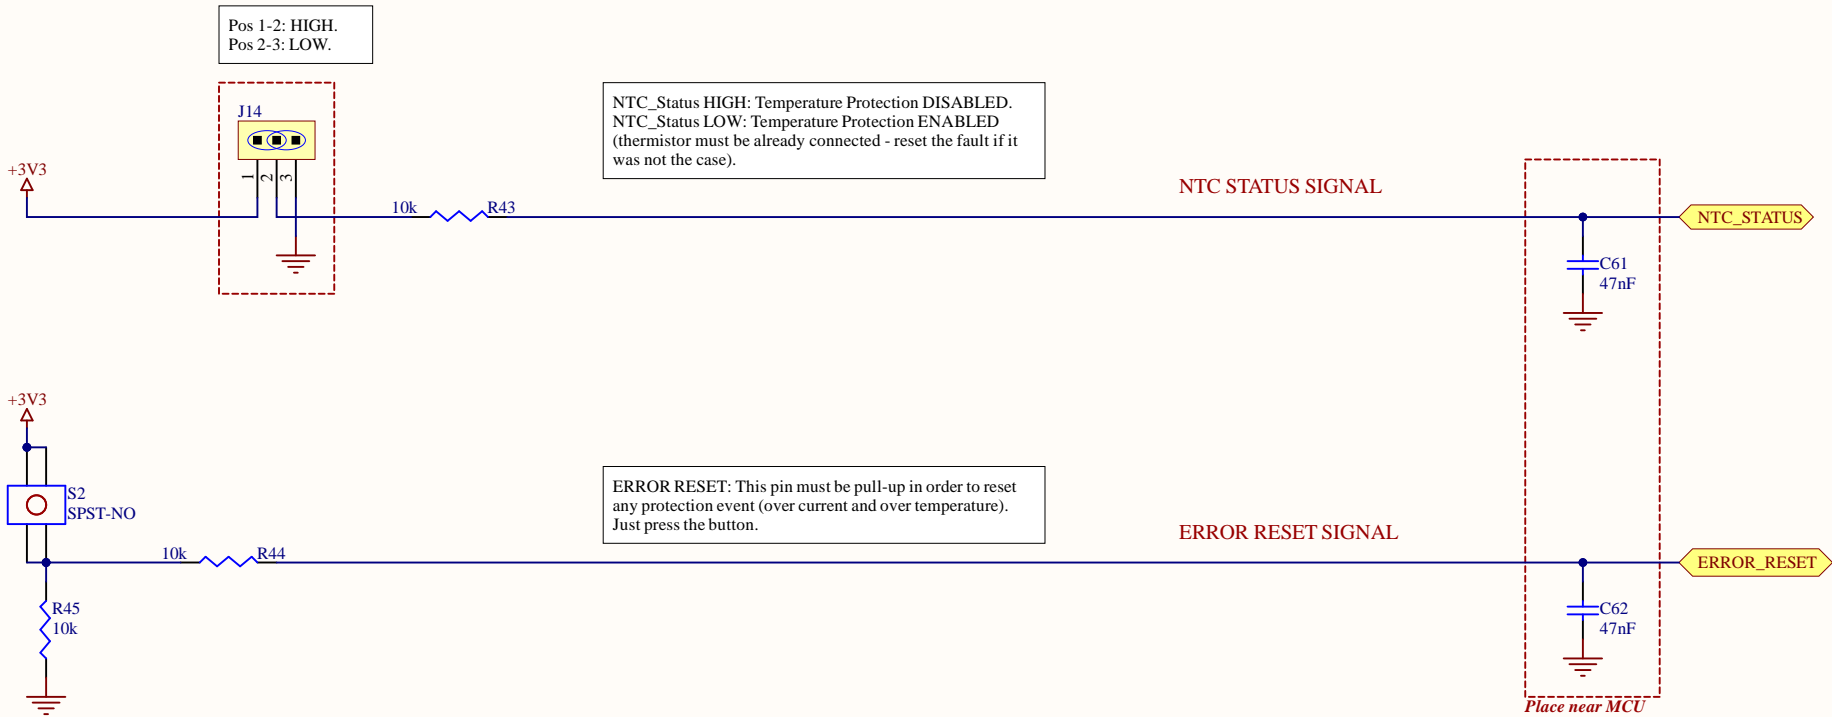 Pos 1-2: HIGH.
Pos 2-3: LOW.
J14
1
2
3
+3V3
10k
R43
NTC_Status HIGH: Temperature Protection DISABLED.
NTC_Status LOW: Temperature Protection ENABLED
(thermistor must be already connected - reset the fault if it
was not the case).
NTC STATUS SIGNAL
NTC_STATUS
C61
47nF
+3V3
S2
SPST-NO
10k
R44
R45
10k
ERROR RESET: This pin must be pull-up in order to reset
any protection event (over current and over temperature).
Just press the button.
ERROR RESET SIGNAL
ERROR_RESET
C62
47nF
Place near MCU